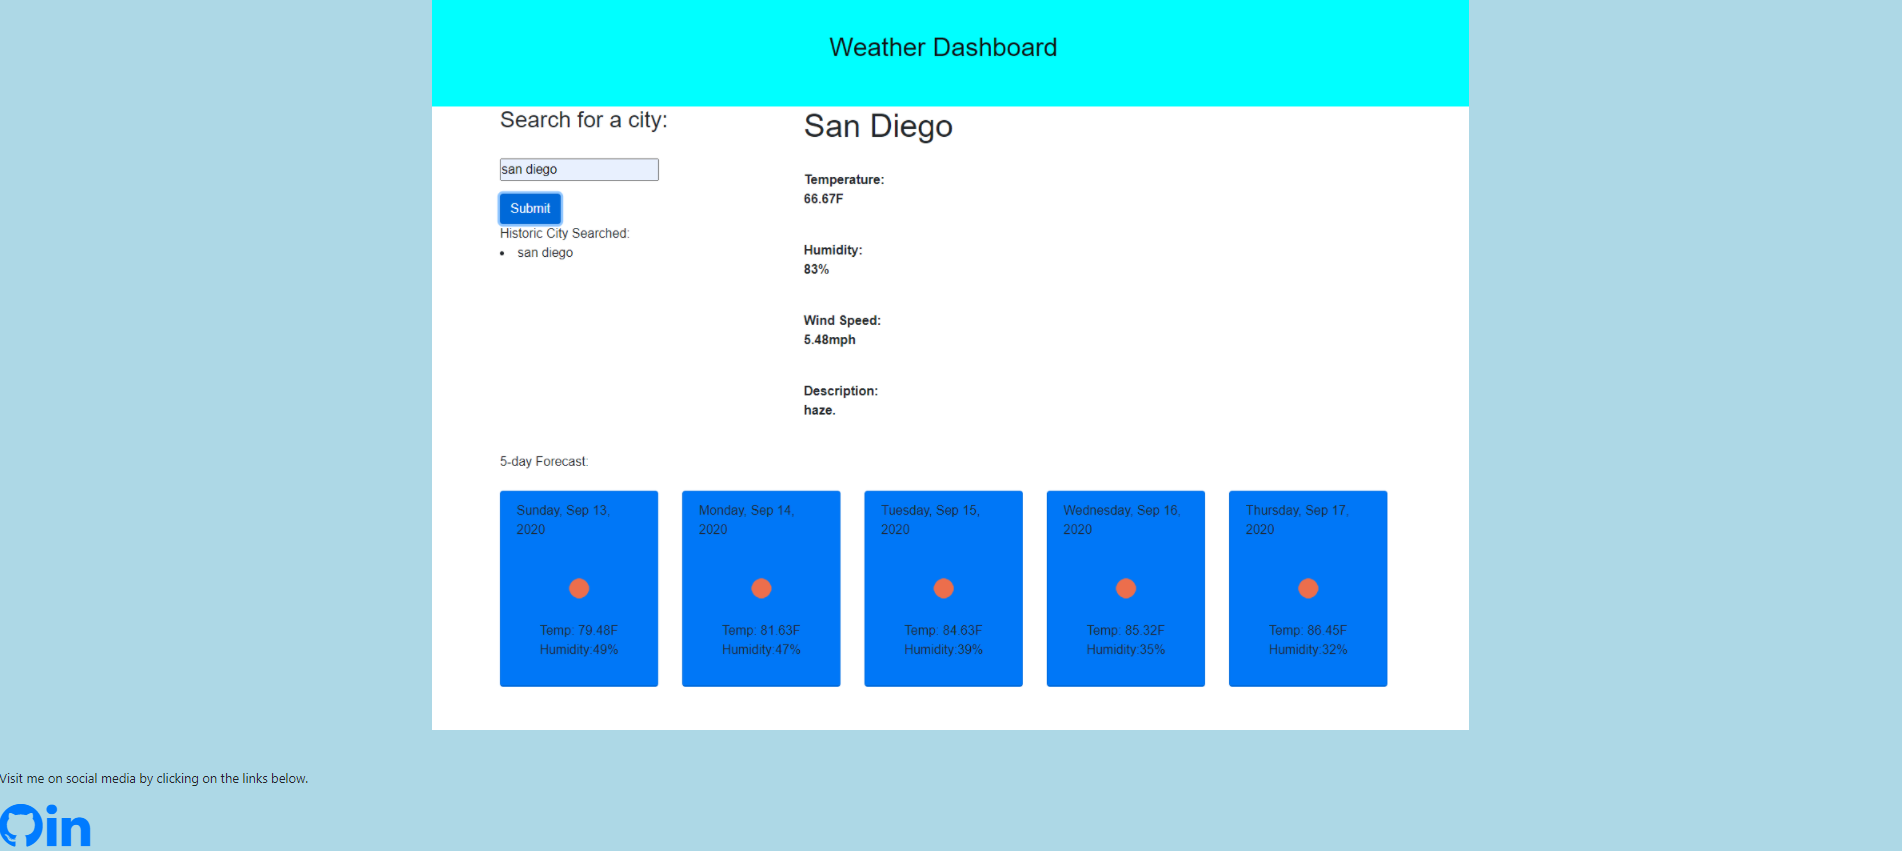 Weather Dashboard
Search for a city:
san diego
Submit
Historic City Searched:
san diego
San Diego
Temperature:
66.67F
Humidity:
83%
Wind Speed:
5.48mph
Description:
haze.
5-day Forecast:
Sunday, Sep 13,
2020
Temp: 79.48F
Humidity:49%
Monday, Sep 14,
2020
Temp: 81.63F
Humidity:47%
Tuesday, Sep 15,
2020
Temp: 84.63F
Humidity:39%
Wednesday, Sep 16,
2020
Temp: 85.32F
Humidity:35%
Thursday, Sep 17,
2020
Temp: 86.45F
Humidity:32%
Visit me on social media by clicking on the links below.
in